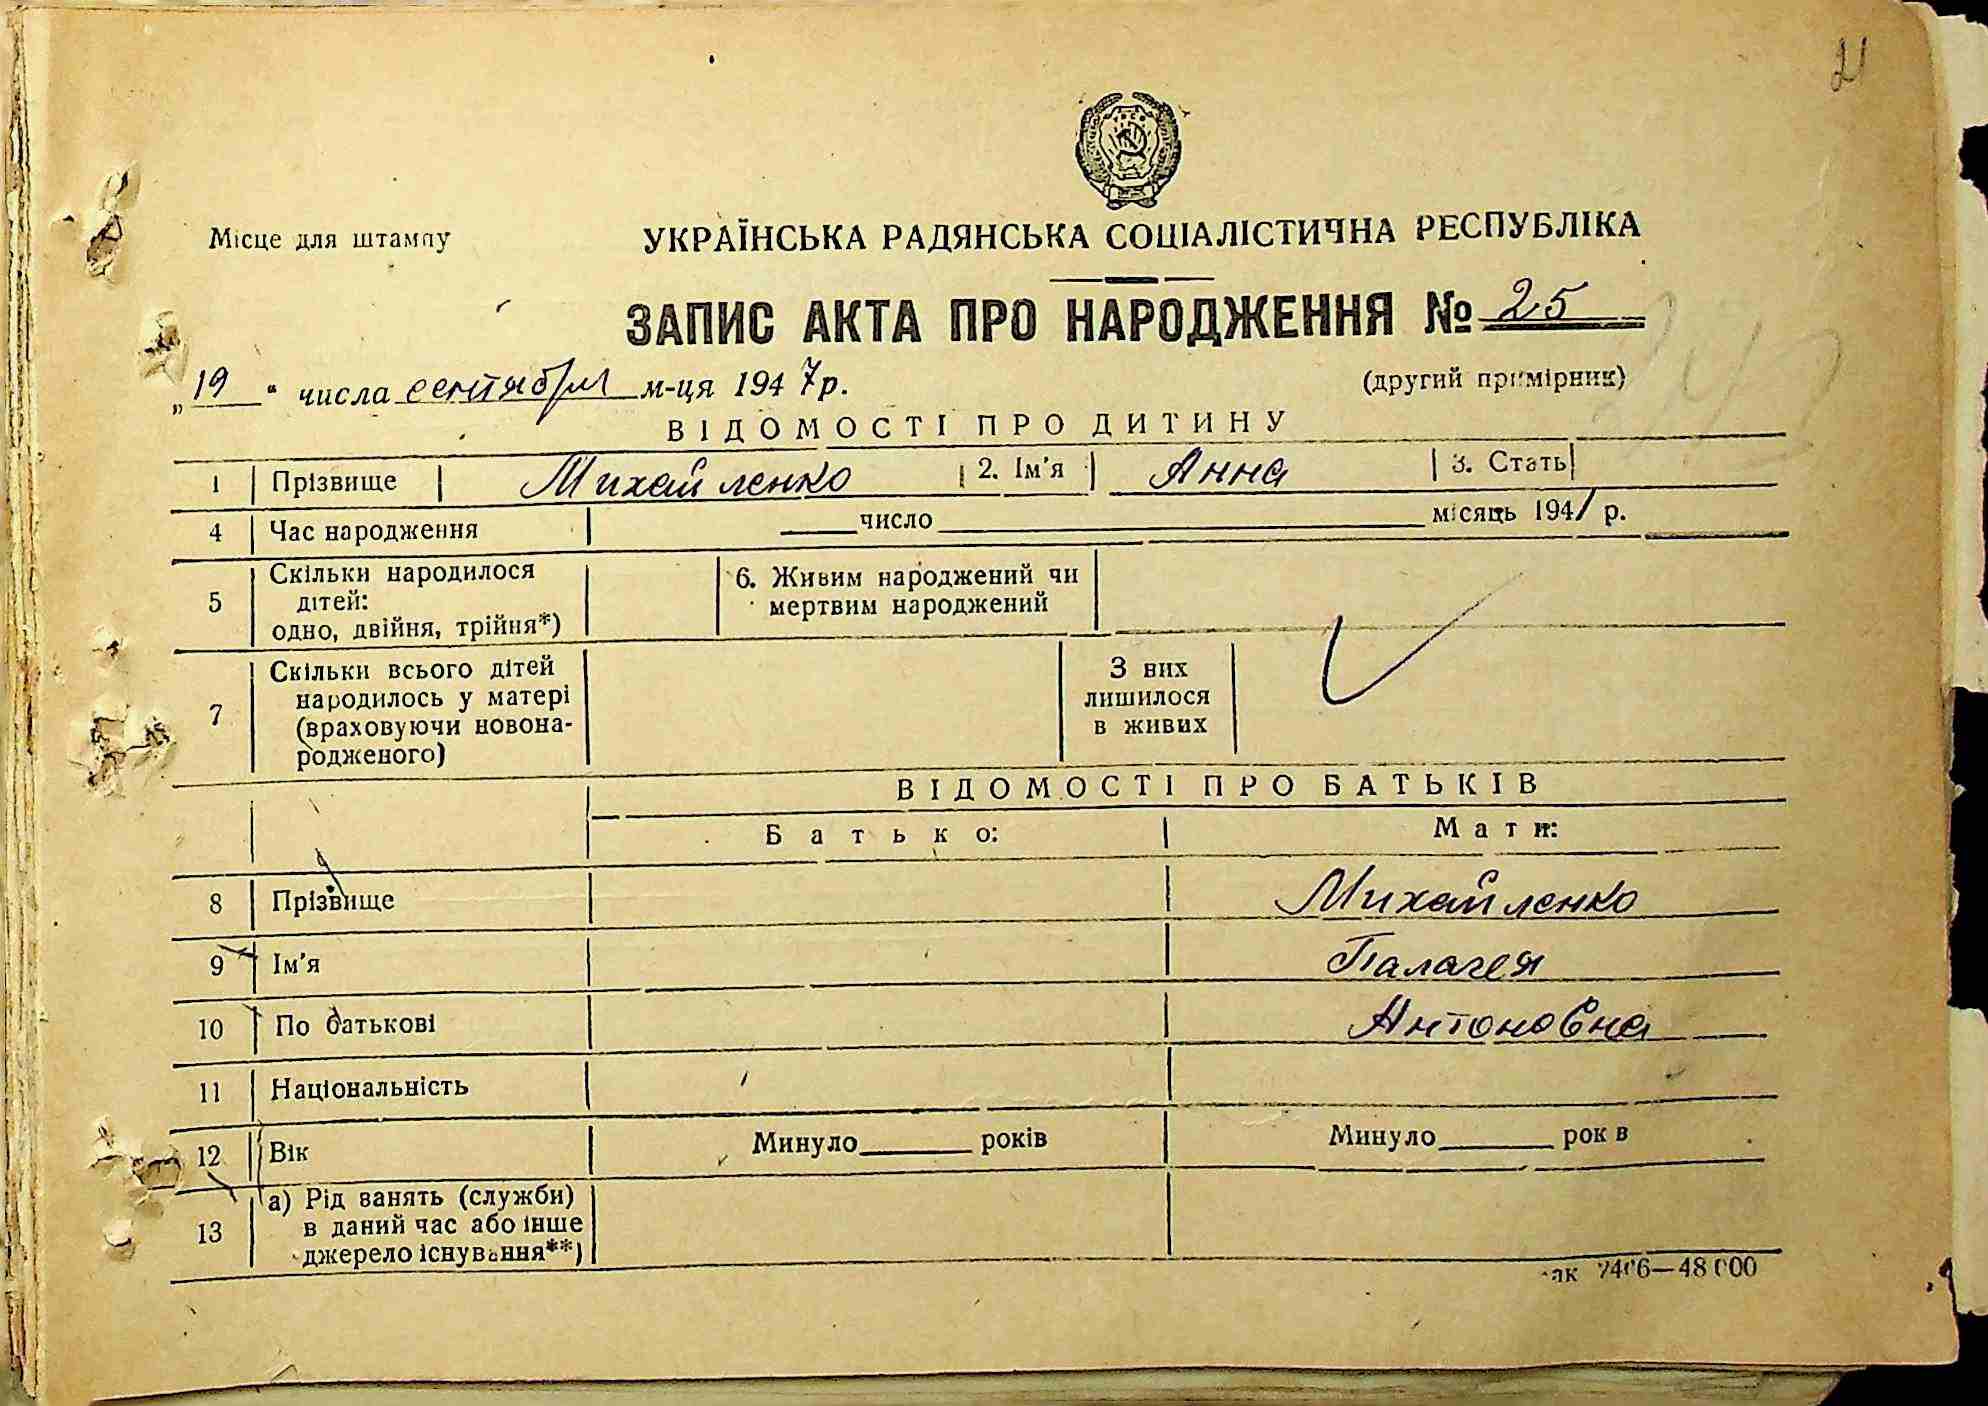 21
Місце для штампу
УКРАЇНСЬКА РАДЯНСЬКА СОЦІАЛІСТИЧНА РЕСПУБЛІКА
ЗАПИС АКТА ПРО НАРОДЖЕННЯ № 25
„19“ числа сентября м-ця 1947р.
(другий примірник)
ВІДОМОСТІ ПРО ДИТИНУ
1 Прізвище Михайленко 2. Ім'я Анна 3. Стать
4 Час народження число місяць 194 р.
5 Скільки народилося дітей: одно, двійня, трійня*) 6. Живим народжений чи мертвим народжений
7 Скільки всього дітей народилось у матері (враховуючи новонародженого) З них лишилося в живих
ВІДОМОСТІ ПРО БАТЬКІВ
Батько: Мати:
8 Прізвище Михайленко
9 Ім'я Палагея
10 По батькові Антоновна
11 Національність
12 Вік Минуло років Минуло рок в
13 а) Рід занять (служби) в даний час або інше джерело існування**)
48 000